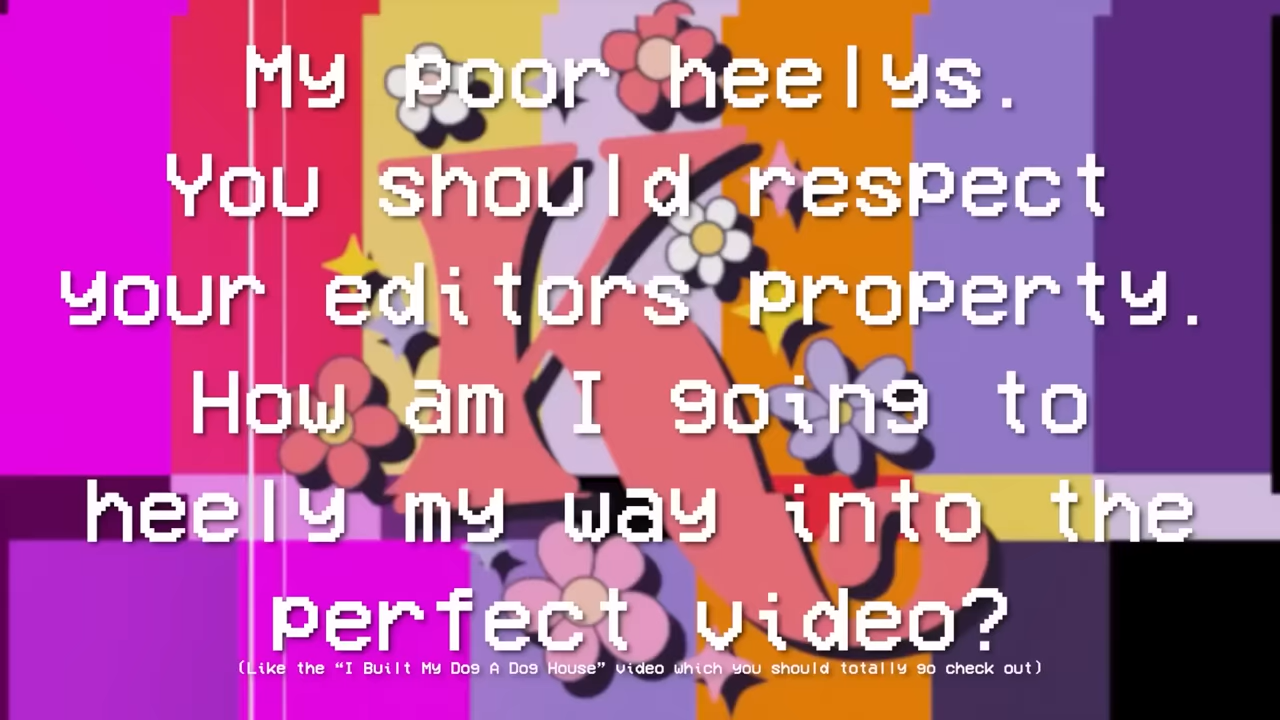 My poor heelys.
You should respect
your editors property.
How am I going to
heely my way into the
perfect video?
(Like the “I Built My Dog A Dog House” video which you should totally go check out)
K